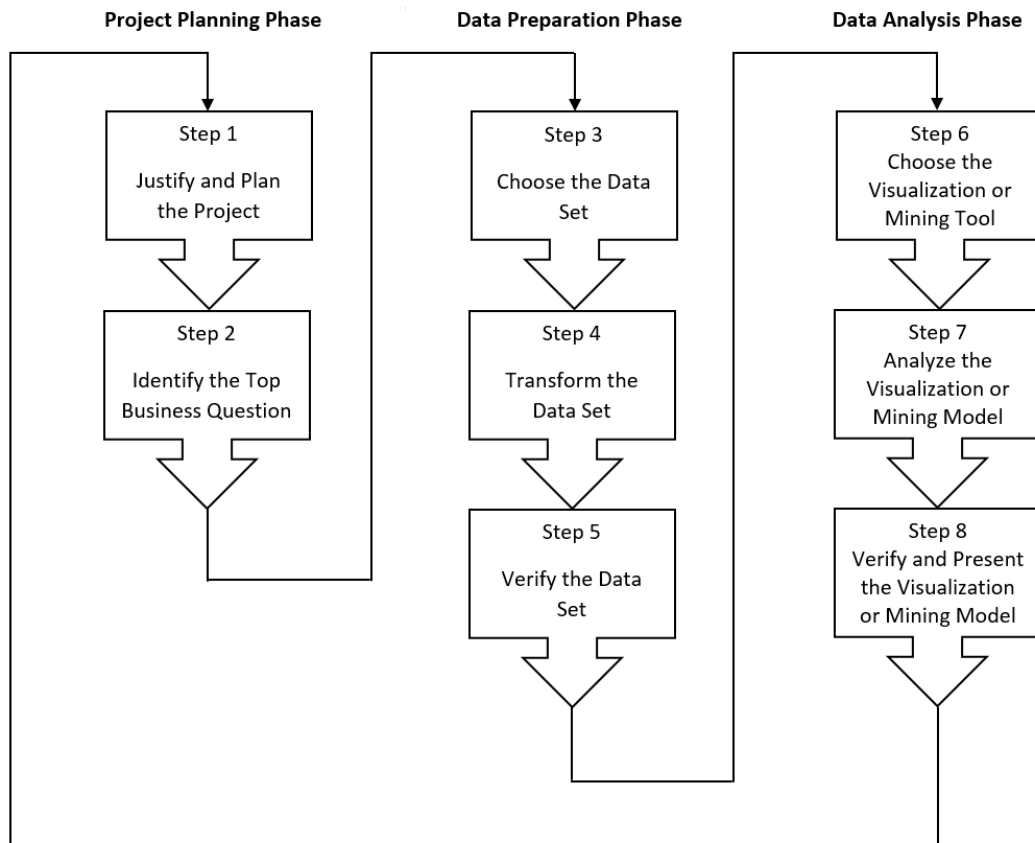 Project Planning Phase
Data Preparation Phase
Data Analysis Phase
Step 1
Justify and Plan
the Project
Step 2
Identify the Top
Business Question
Step 3
Choose the Data
Set
Step 4
Transform the
Data Set
Step 5
Verify the Data
Set
Step 6
Choose the
Visualization or
Mining Tool
Step 7
Analyze the
Visualization or
Mining Model
Step 8
Verify and Present
the Visualization
or Mining Model